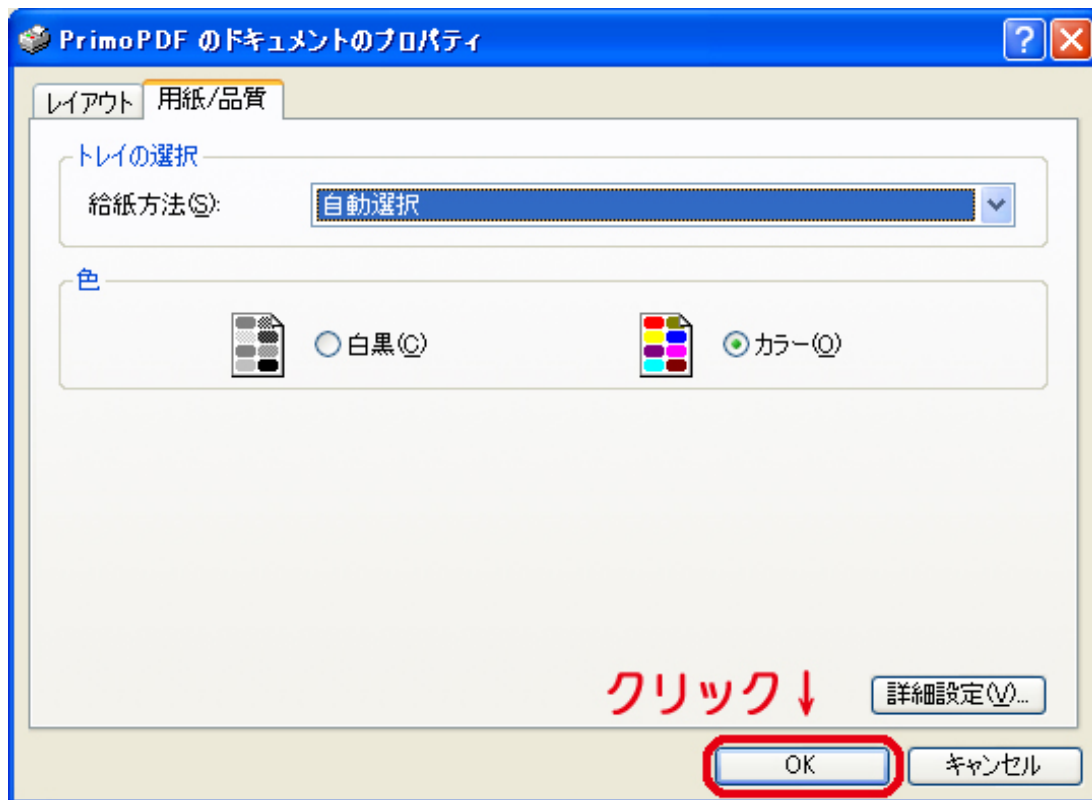 PrimoPDF のドキュメントのプロパティ
レイアウト 用紙/品質
トレイの選択
給紙方法(S): 自動選択
色
白黒(C) カラー(O)
クリック↓ 詳細設定(V)...
OK キャンセル